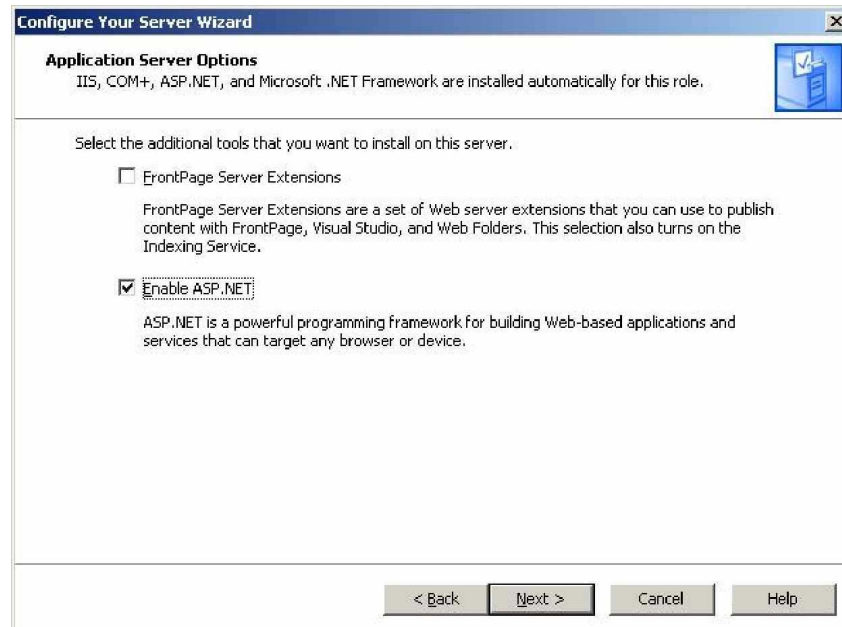 Configure Your Server Wizard
Application Server Options
IIS, COM+, ASP.NET, and Microsoft .NET Framework are installed automatically for this role.
Select the additional tools that you want to install on this server.
FrontPage Server Extensions
FrontPage Server Extensions are a set of Web server extensions that you can use to publish
content with FrontPage, Visual Studio, and Web Folders. This selection also turns on the
Indexing Service.
Enable ASP.NET
ASP.NET is a powerful programming framework for building Web-based applications and
services that can target any browser or device.
< Back Next > Cancel Help